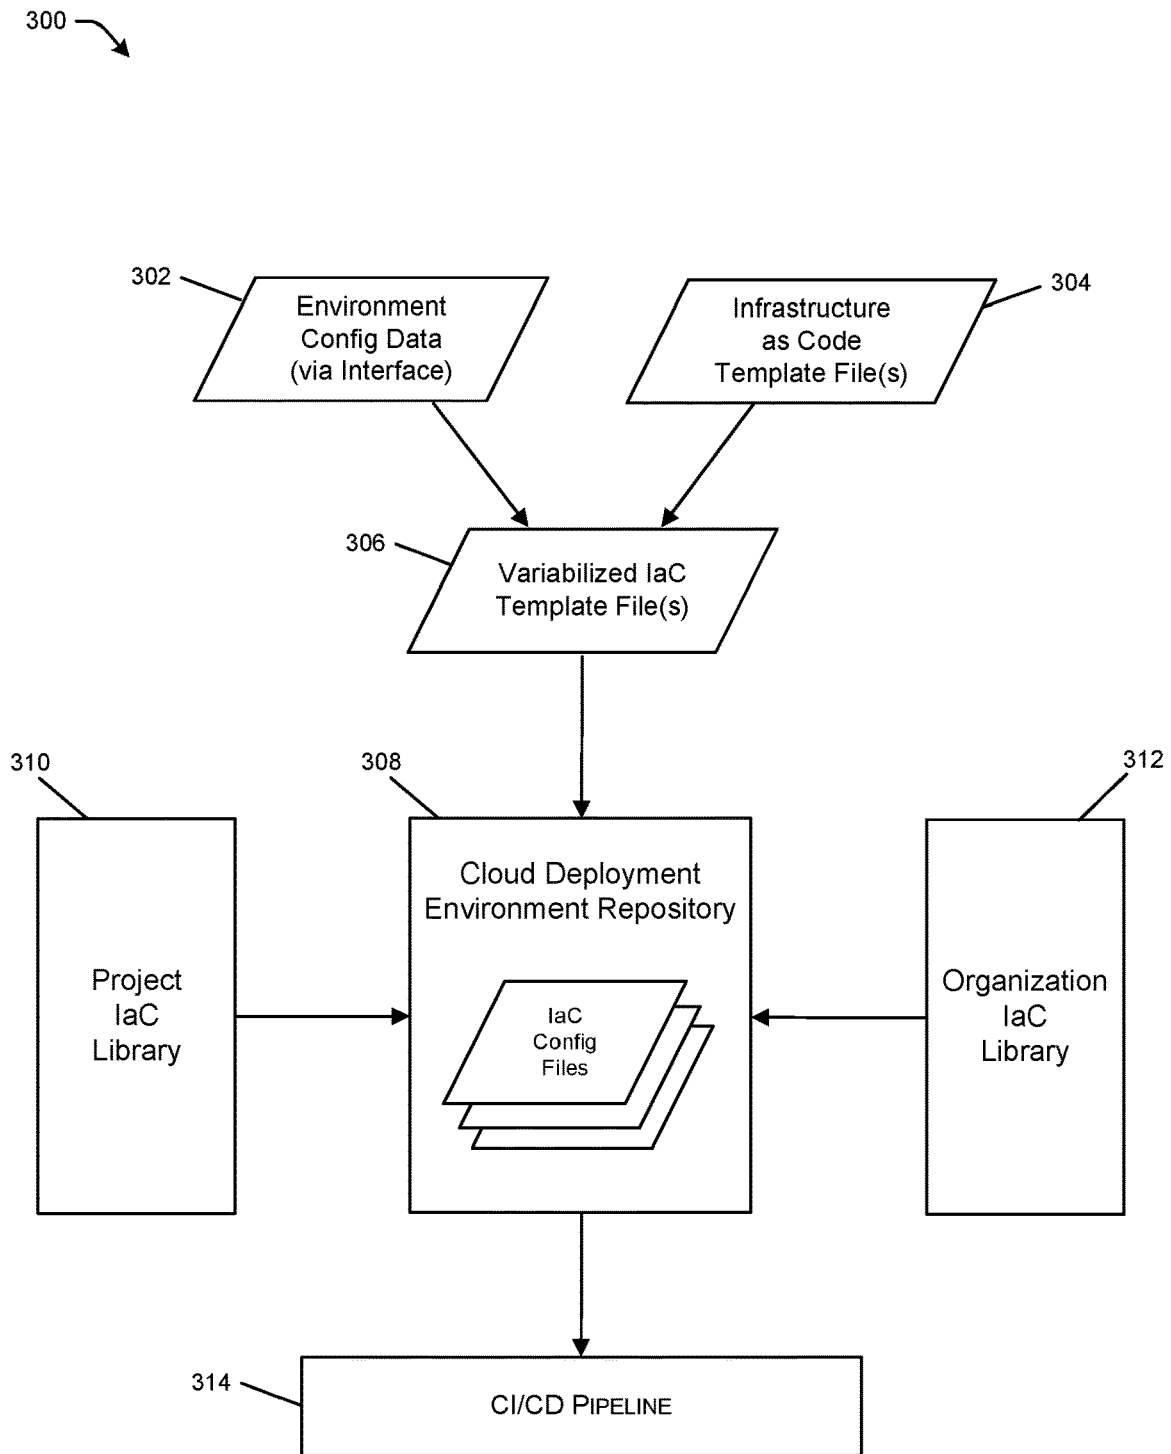 300
302
Environment
Config Data
(via Interface)
304
Infrastructure
as Code
Template File(s)
306
Variabilized IaC
Template File(s)
310
308
312
Cloud Deployment
Environment Repository
Project
IaC
Library
IaC
Config
Files
Organization
IaC
Library
314
CI/CD PIPELINE